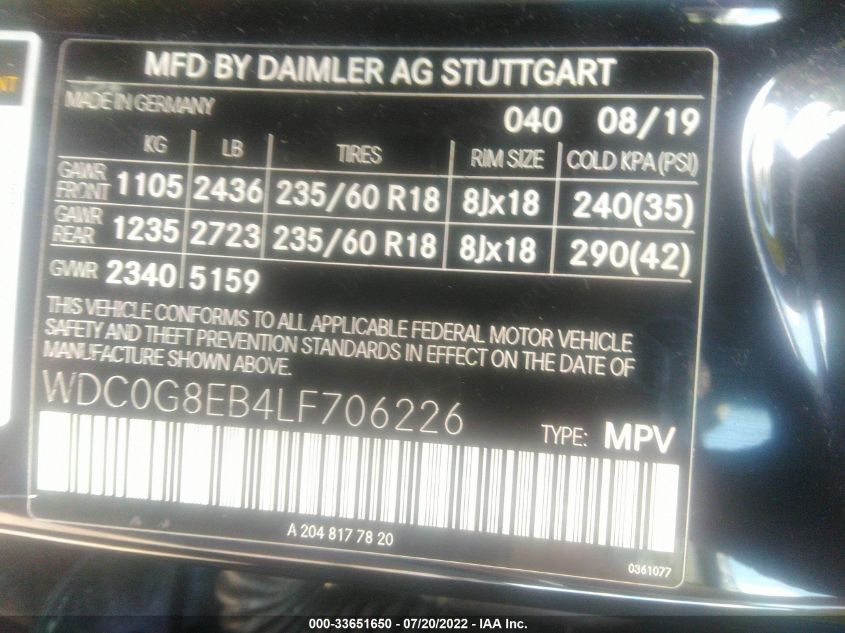 NT
MFD BY DAIMLER AG STUTTGART
MADE IN GERMANY
040 08/19
KG LB TIRES RIM SIZE COLD KPA (PSI)
GAWR FRONT 1105 2436 235/60 R18 8Jx18 240(35)
GAWR REAR 1235 2723 235/60 R18 8Jx18 290(42)
GVWR 2340 5159
THIS VEHICLE CONFORMS TO ALL APPLICABLE FEDERAL MOTOR VEHICLE
SAFETY AND THEFT PREVENTION STANDARDS IN EFFECT ON THE DATE OF
MANUFACTURE SHOWN ABOVE.
WDC0G8EB4LF706226
TYPE: MPV
A 204 817 78 20
0361077
000-33651650 / 07/20/2022 - IAA Inc.